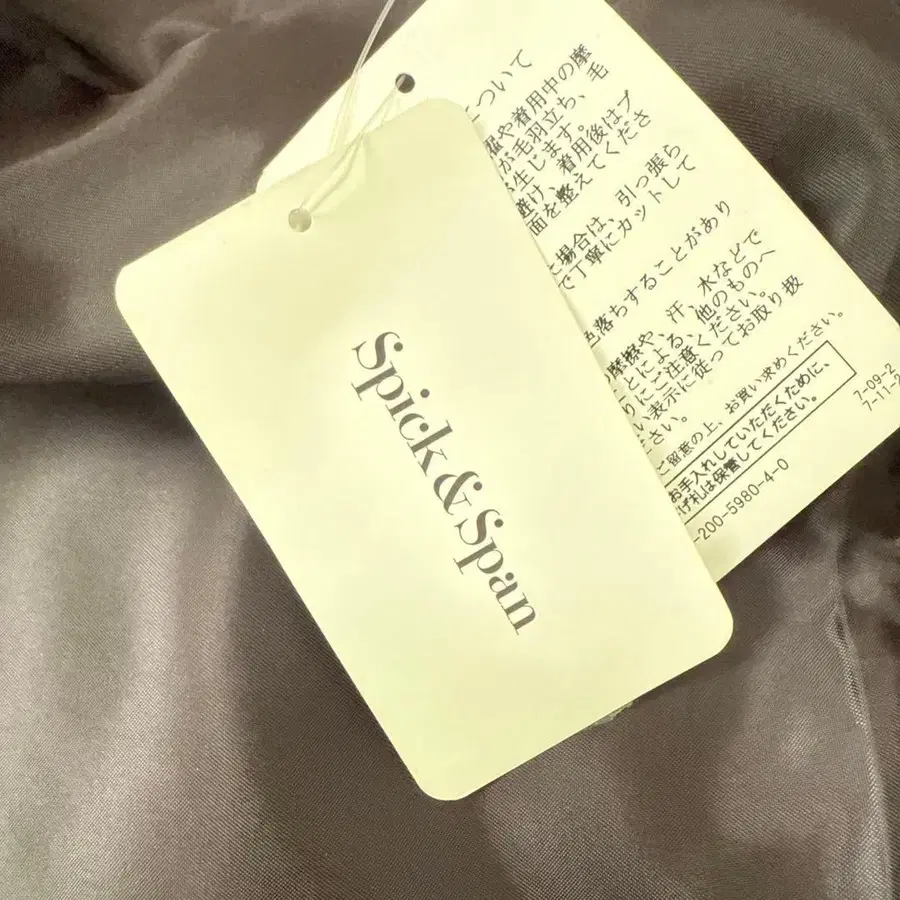 Spick & Span
について
や着用中の摩
が毛羽立ち、毛
生じます。
避け、着用後はブ
面を整えてくださ
場合は、引っ張ら
で丁寧にカットして
色落ちすることがあり
摩擦や、汗、水などで
とによる、他のものへ
りにご注意ください。
い表示に従ってお取り扱
ださい。
ご留意の上、お買い求めください。
お手入れしていただくために、
げ札は保管してください。
-200-5980-4-0
7-09-2
7-11-2